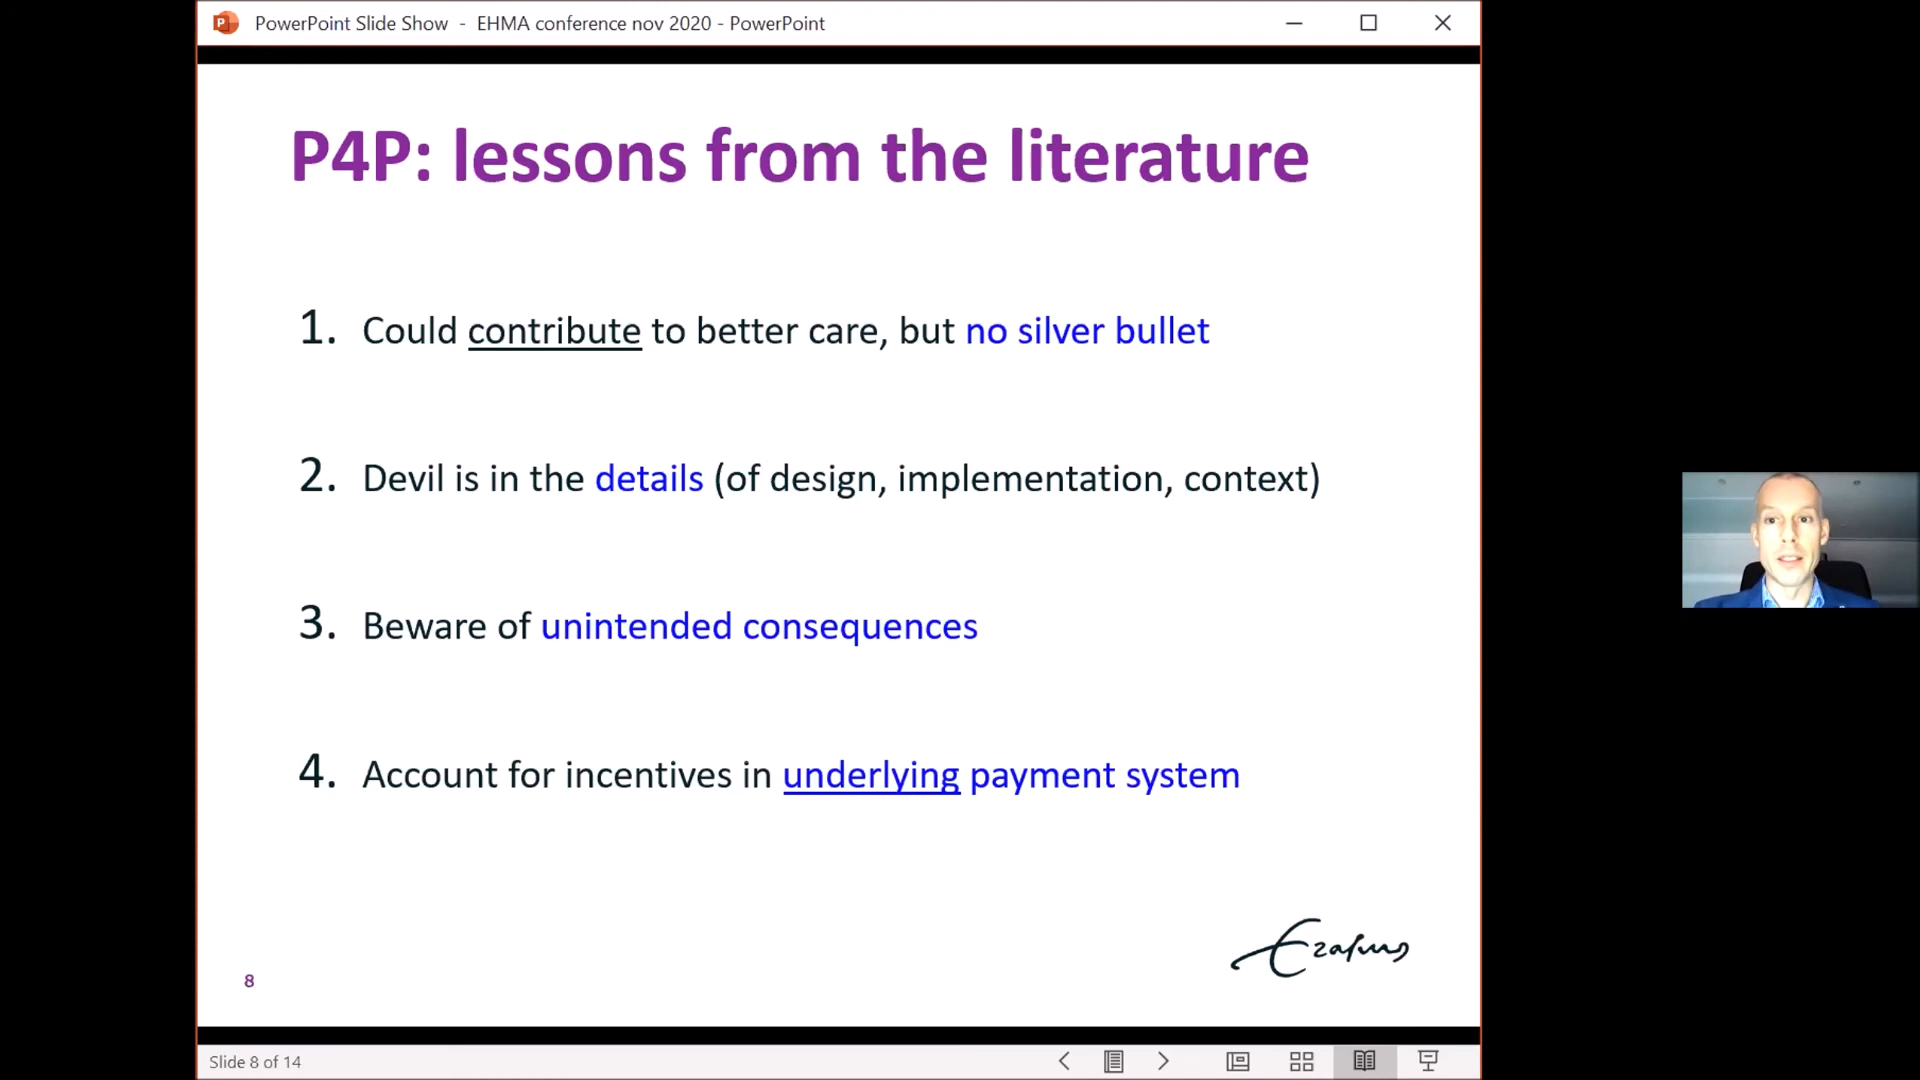 PowerPoint Slide Show - EHMA conference nov 2020 - PowerPoint
P4P: lessons from the literature
1. Could contribute to better care, but no silver bullet
2. Devil is in the details (of design, implementation, context)
3. Beware of unintended consequences
4. Account for incentives in underlying payment system
Erasmus
8
Slide 8 of 14